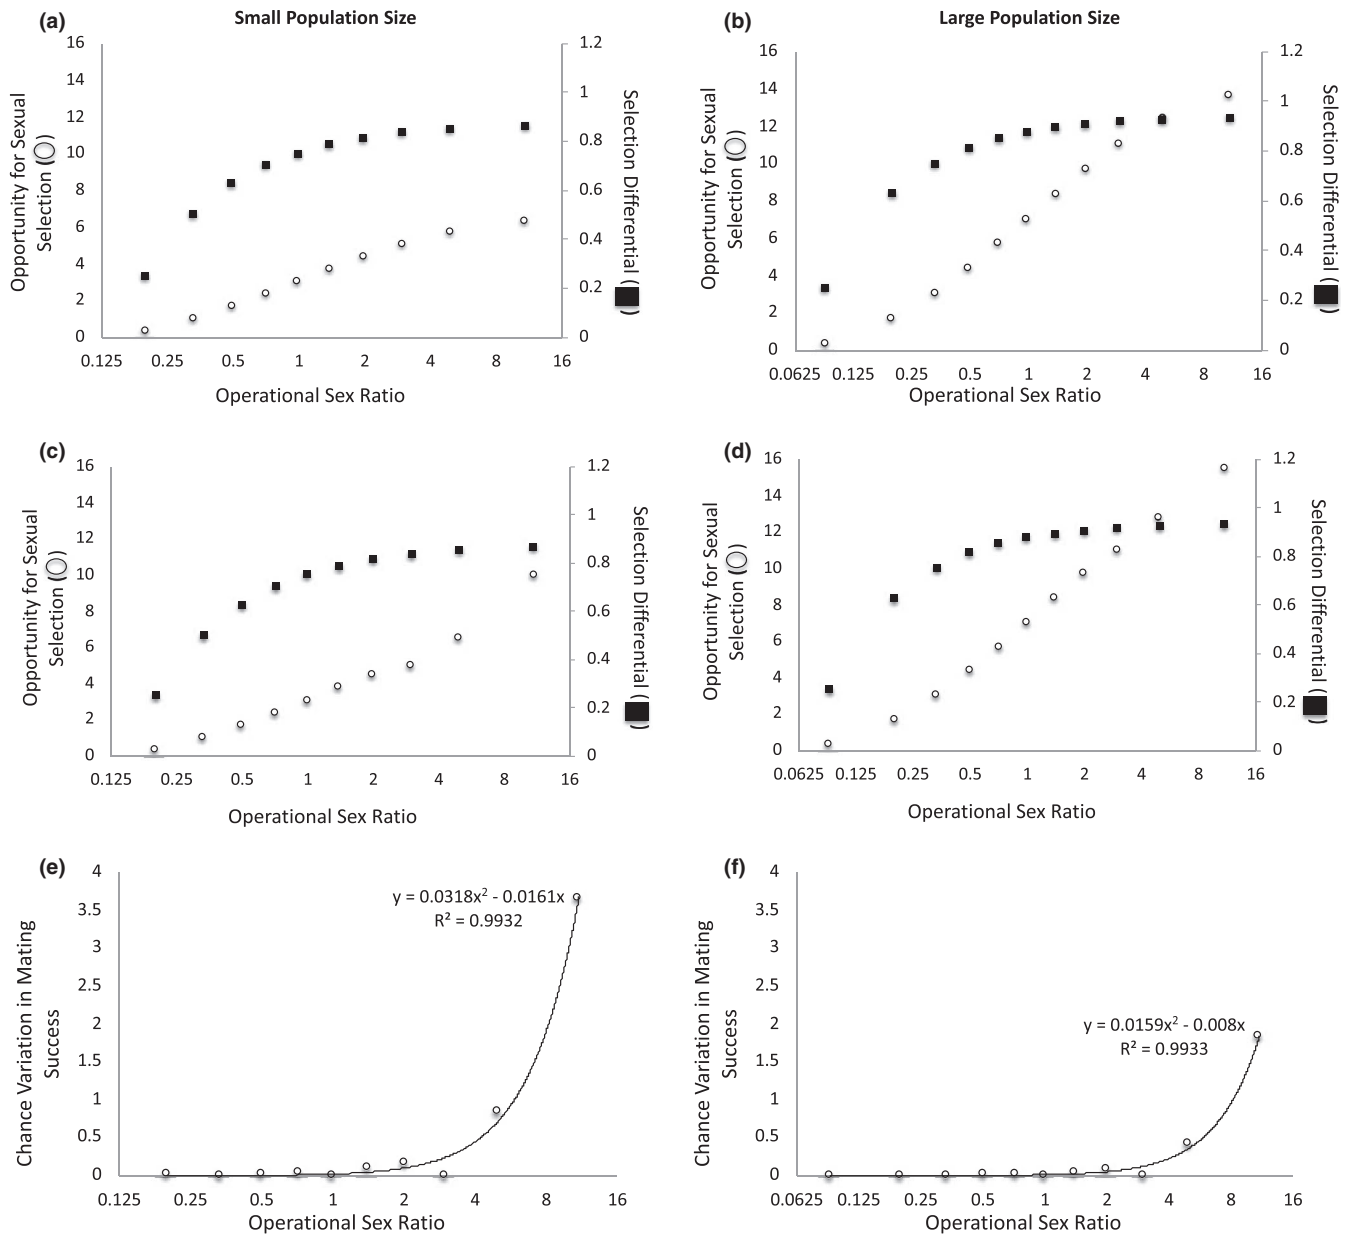 (a)
Small Population Size
16
14
12
10
8
6
4
2
0
1.2
1
0.8
0.6
0.4
0.2
0
0.125 0.25 0.5 1 2 4 8 16
Operational Sex Ratio
Opportunity for Sexual
Selection ( )
Selection Differential ( )
(b)
Large Population Size
16
14
12
10
8
6
4
2
0
1.2
1
0.8
0.6
0.4
0.2
0
0.0625 0.125 0.25 0.5 1 2 4 8 16
Operational Sex Ratio
Opportunity for Sexual
Selection ( )
Selection Differential ( )
(c)
16
14
12
10
8
6
4
2
0
1.2
1
0.8
0.6
0.4
0.2
0
0.125 0.25 0.5 1 2 4 8 16
Operational Sex Ratio
Opportunity for Sexual
Selection ( )
Selection Differential ( )
(d)
16
14
12
10
8
6
4
2
0
1.2
1
0.8
0.6
0.4
0.2
0
0.0625 0.125 0.25 0.5 1 2 4 8 16
Operational Sex Ratio
Opportunity for Sexual
Selection ( )
Selection Differential ( )
(e)
4
3.5
3
2.5
2
1.5
1
0.5
0
y = 0.0318x² - 0.0161x
R² = 0.9932
0.125 0.25 0.5 1 2 4 8 16
Operational Sex Ratio
Chance Variation in Mating
Success
(f)
4
3.5
3
2.5
2
1.5
1
0.5
0
y = 0.0159x² - 0.008x
R² = 0.9933
0.0625 0.125 0.25 0.5 1 2 4 8 16
Operational Sex Ratio
Chance Variation in Mating
Success